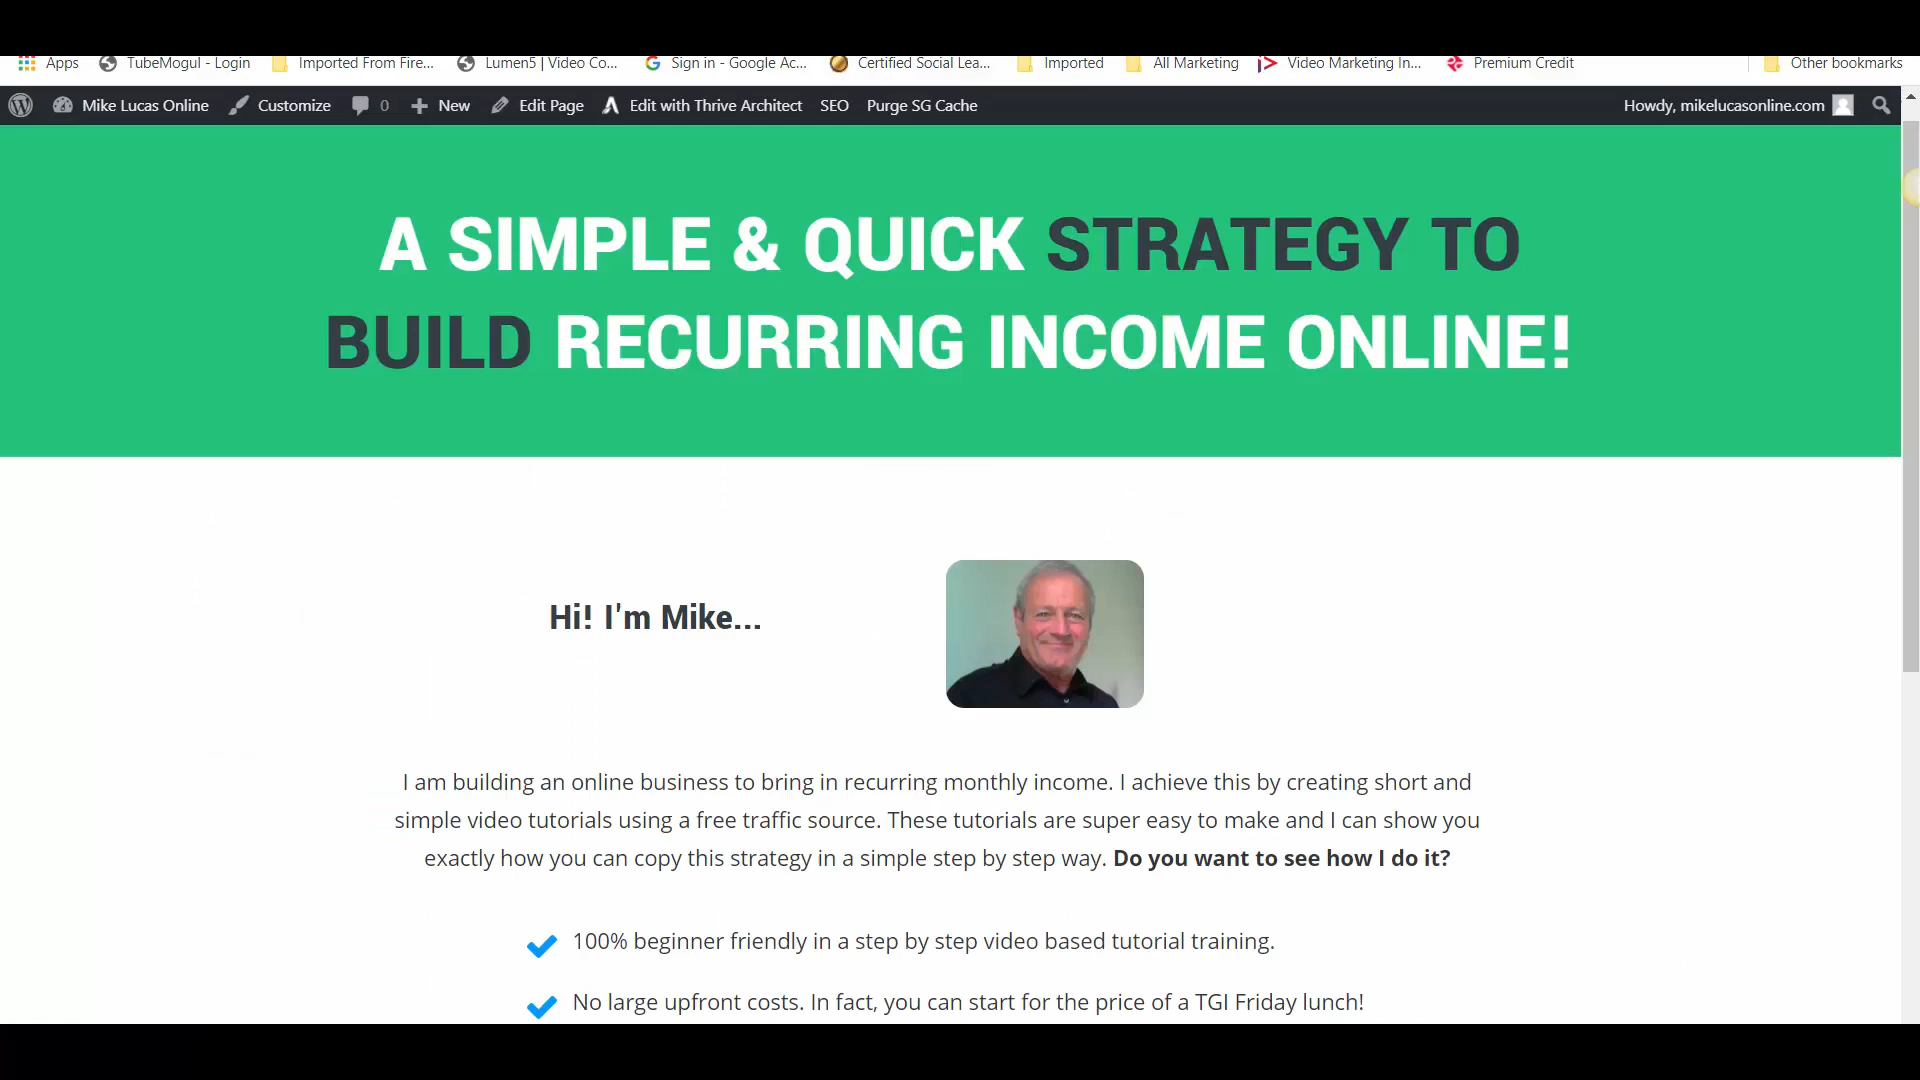 Apps TubeMogul - Login Imported From Fire... Lumen5 | Video Co... Sign in - Google Ac... Certified Social Lea... Imported All Marketing Video Marketing In... Premium Credit Other bookmarks
Mike Lucas Online Customize 0 New Edit Page Edit with Thrive Architect SEO Purge SG Cache Howdy, mikelucasonline.com
A SIMPLE & QUICK STRATEGY TO
BUILD RECURRING INCOME ONLINE!
Hi! I'm Mike...
I am building an online business to bring in recurring monthly income. I achieve this by creating short and
simple video tutorials using a free traffic source. These tutorials are super easy to make and I can show you
exactly how you can copy this strategy in a simple step by step way. Do you want to see how I do it?
100% beginner friendly in a step by step video based tutorial training.
No large upfront costs. In fact, you can start for the price of a TGI Friday lunch!